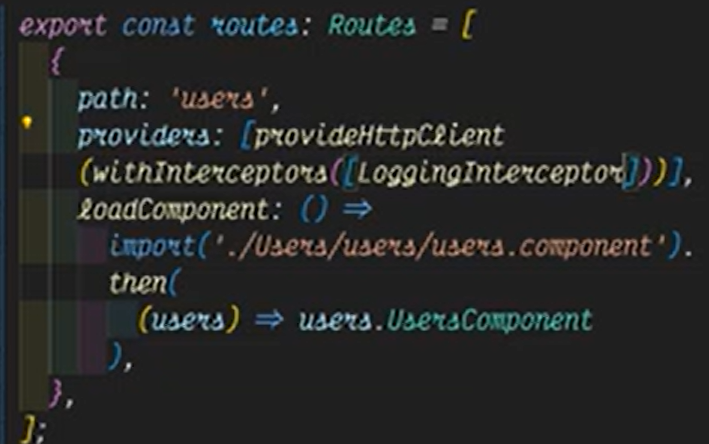 export const routes: Routes = [
{
path: 'users',
providers: [provideHttpClient
(withInterceptors([LoggingInterceptor]))],
loadComponent: () =>
import('./Users/users/users.component').
then(
(users) => users.UsersComponent
),
},
];